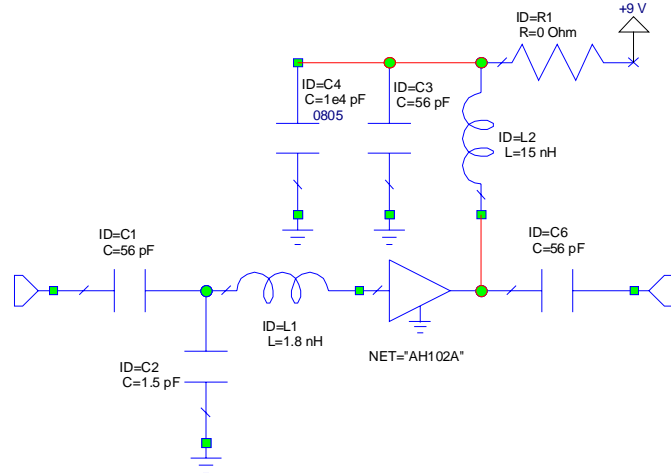 +9 V
ID=R1
R=0 Ohm
ID=C4
C=1e4 pF
0805
ID=C3
C=56 pF
ID=L2
L=15 nH
ID=C1
C=56 pF
ID=C6
C=56 pF
ID=L1
L=1.8 nH
ID=C2
C=1.5 pF
NET="AH102A"